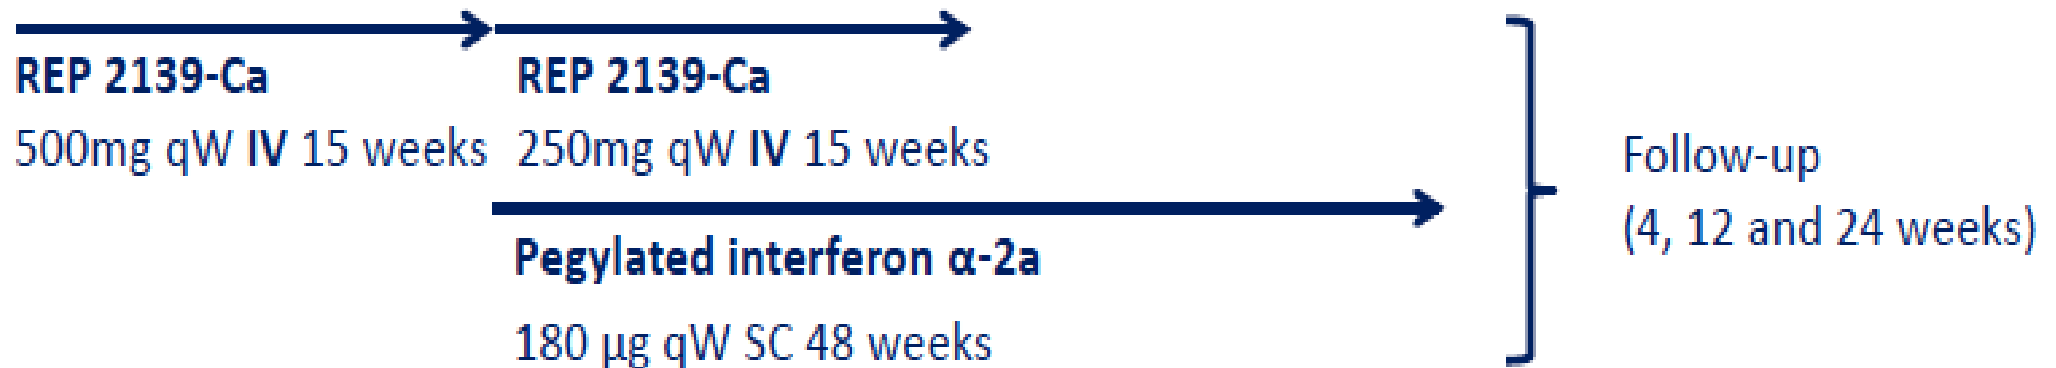 REP 2139-Ca
500mg qW IV 15 weeks
REP 2139-Ca
250mg qW IV 15 weeks
Pegylated interferon α-2a
180 µg qW SC 48 weeks
Follow-up
(4, 12 and 24 weeks)